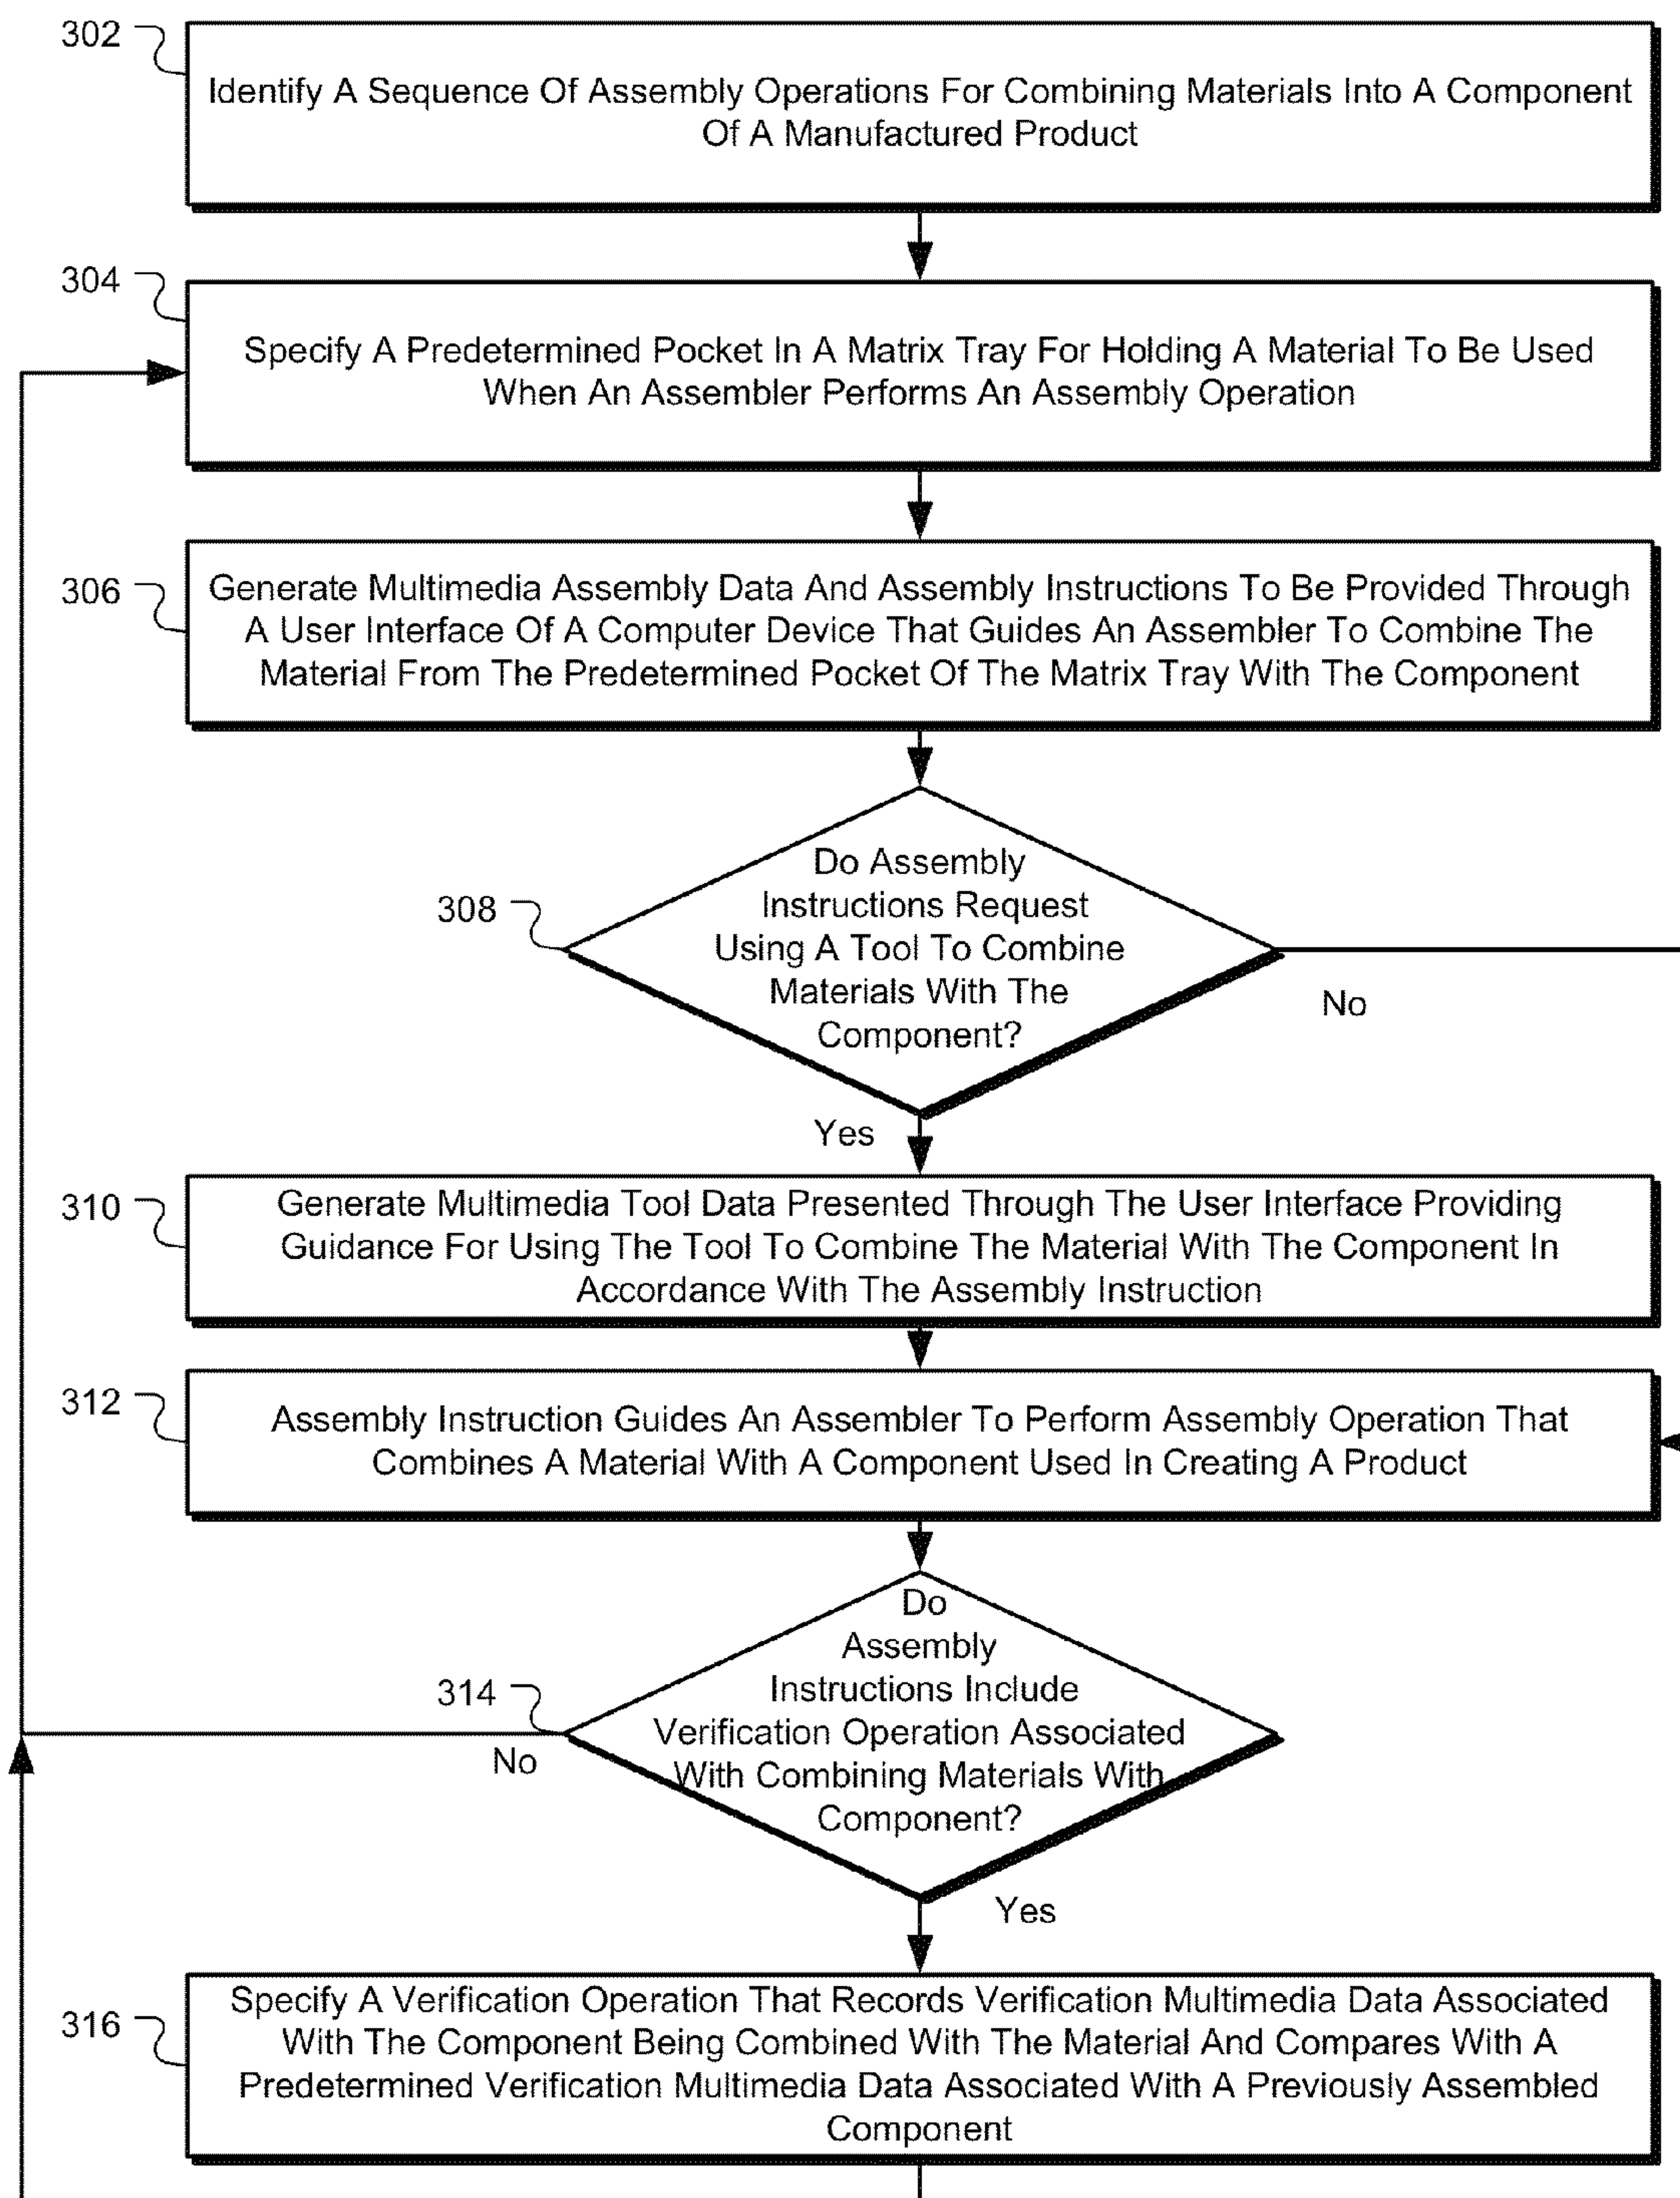 302
Identify A Sequence Of Assembly Operations For Combining Materials Into A Component
Of A Manufactured Product
304
Specify A Predetermined Pocket In A Matrix Tray For Holding A Material To Be Used
When An Assembler Performs An Assembly Operation
306
Generate Multimedia Assembly Data And Assembly Instructions To Be Provided Through
A User Interface Of A Computer Device That Guides An Assembler To Combine The
Material From The Predetermined Pocket Of The Matrix Tray With The Component
308
Do Assembly
Instructions Request
Using A Tool To Combine
Materials With The
Component?
No
Yes
310
Generate Multimedia Tool Data Presented Through The User Interface Providing
Guidance For Using The Tool To Combine The Material With The Component In
Accordance With The Assembly Instruction
312
Assembly Instruction Guides An Assembler To Perform Assembly Operation That
Combines A Material With A Component Used In Creating A Product
314
Do
Assembly
Instructions Include
Verification Operation Associated
With Combining Materials With
Component?
No
Yes
316
Specify A Verification Operation That Records Verification Multimedia Data Associated
With The Component Being Combined With The Material And Compares With A
Predetermined Verification Multimedia Data Associated With A Previously Assembled
Component